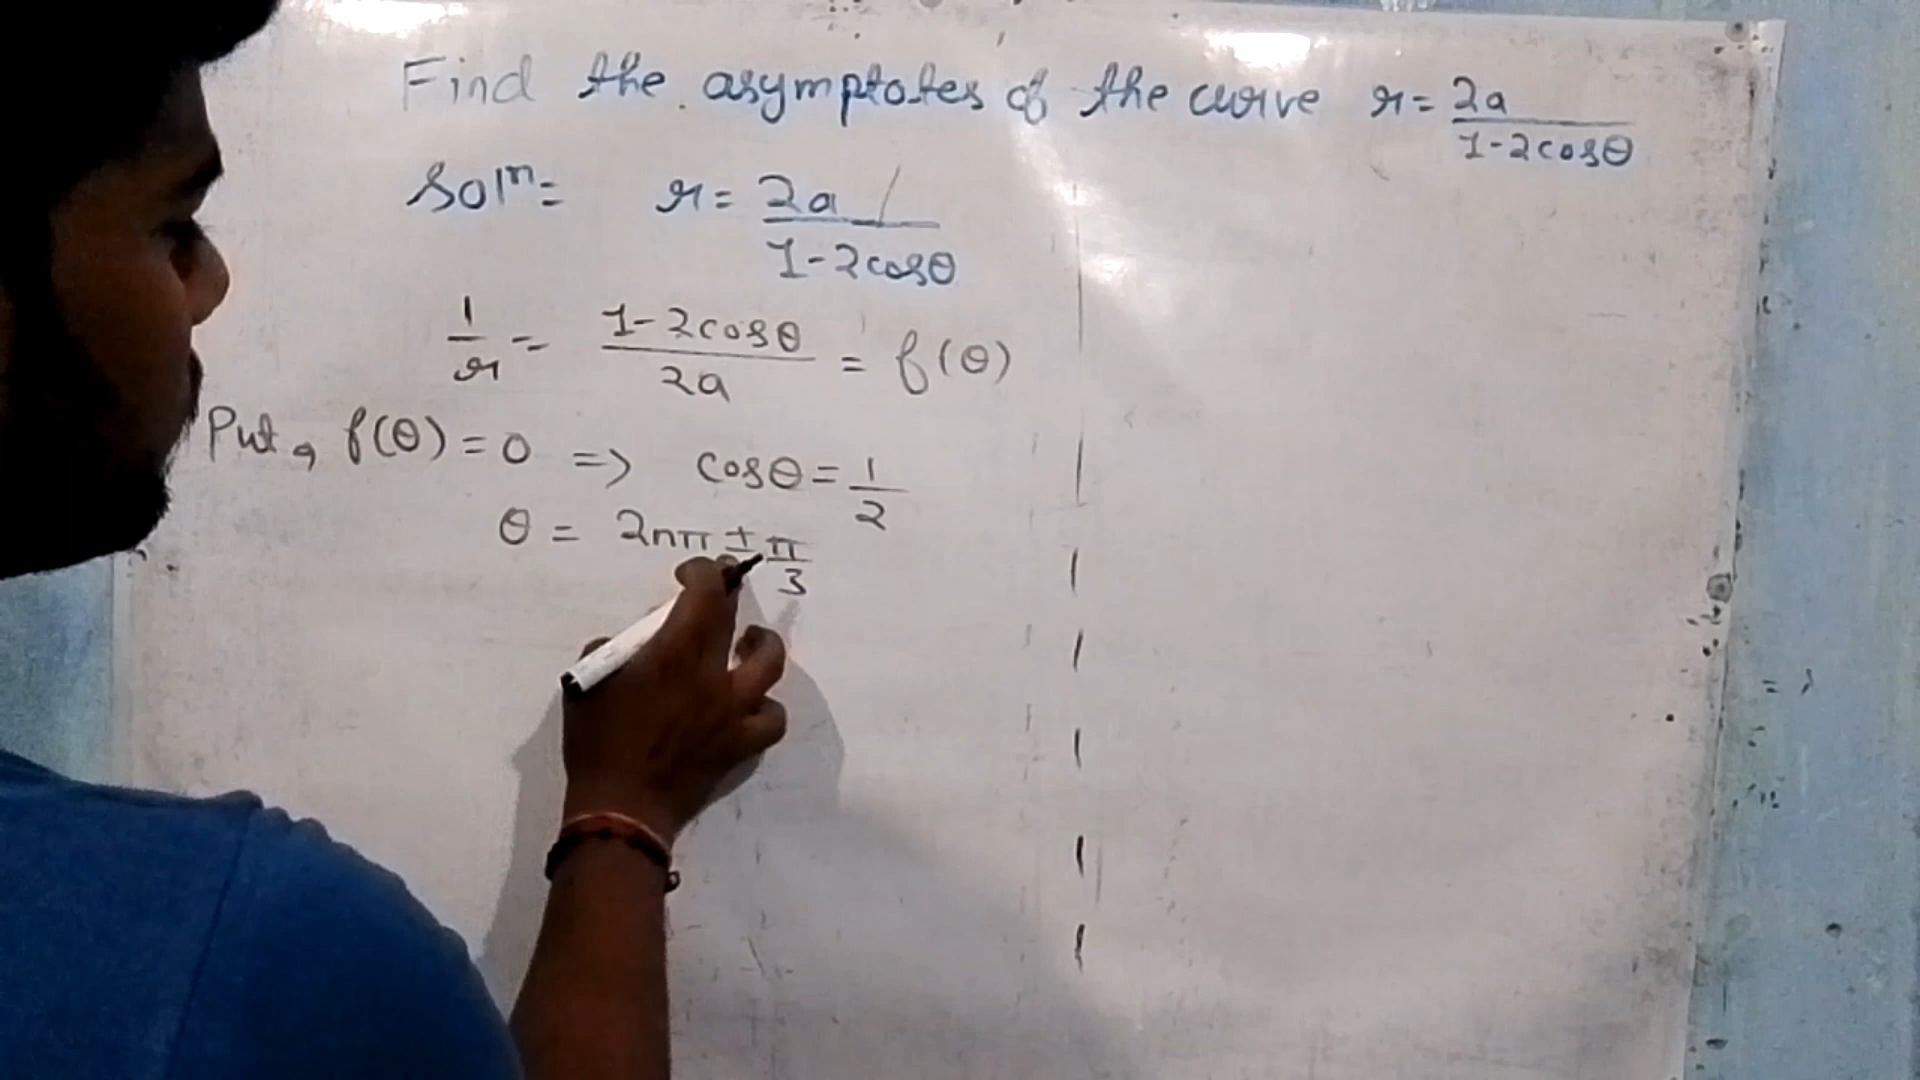 Find the asymptotes of the curve r = 2a / 1-2cosθ
Solⁿ= r = 2a / 1-2cosθ
1/r = 1-2cosθ / 2a = f(θ)
Put, f(θ) = 0 => cosθ = 1/2
θ = 2nπ ± π/3